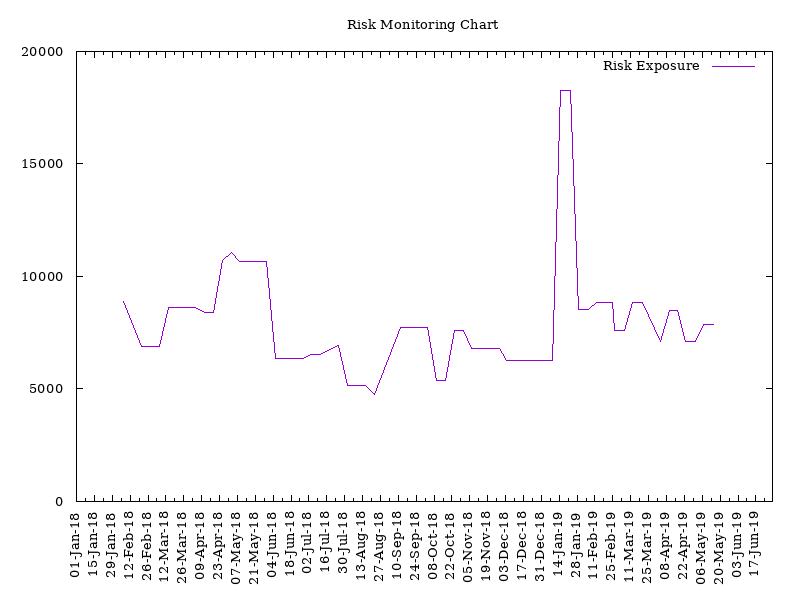 Risk Monitoring Chart
20000
Risk Exposure
15000
10000
5000
0
01-Jan-18
15-Jan-18
29-Jan-18
12-Feb-18
26-Feb-18
12-Mar-18
26-Mar-18
09-Apr-18
23-Apr-18
07-May-18
21-May-18
04-Jun-18
18-Jun-18
02-Jul-18
16-Jul-18
30-Jul-18
13-Aug-18
27-Aug-18
10-Sep-18
24-Sep-18
08-Oct-18
22-Oct-18
05-Nov-18
19-Nov-18
03-Dec-18
17-Dec-18
31-Dec-18
14-Jan-19
28-Jan-19
11-Feb-19
25-Feb-19
11-Mar-19
25-Mar-19
08-Apr-19
22-Apr-19
06-May-19
20-May-19
03-Jun-19
17-Jun-19